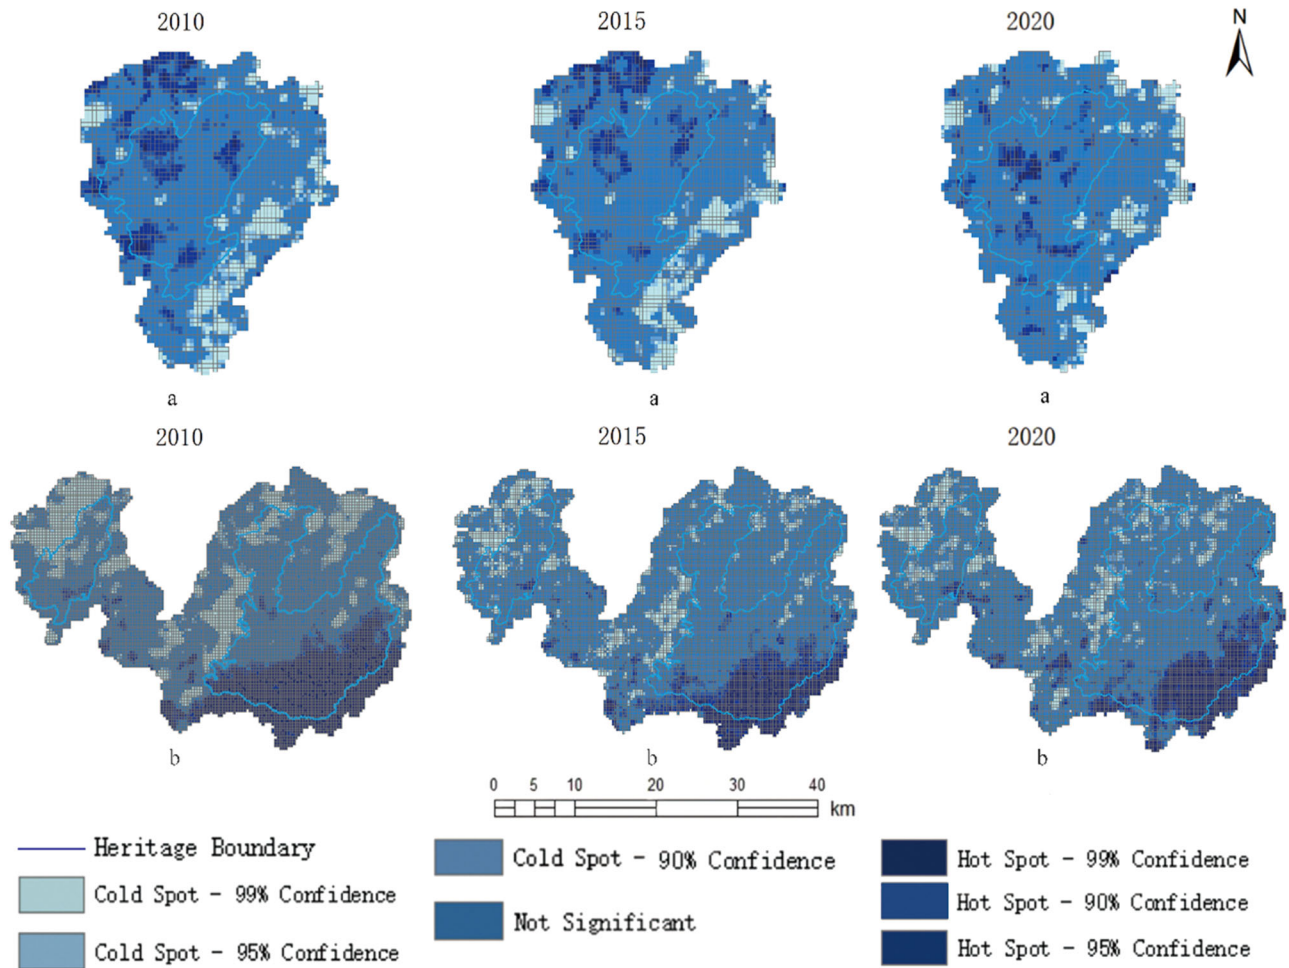 2010
2015
2020
N
a
a
a
2010
2015
2020
b
b
b
0 5 10 20 30 40
km
Heritage Boundary
Cold Spot - 99% Confidence
Cold Spot - 95% Confidence
Cold Spot - 90% Confidence
Not Significant
Hot Spot - 99% Confidence
Hot Spot - 90% Confidence
Hot Spot - 95% Confidence